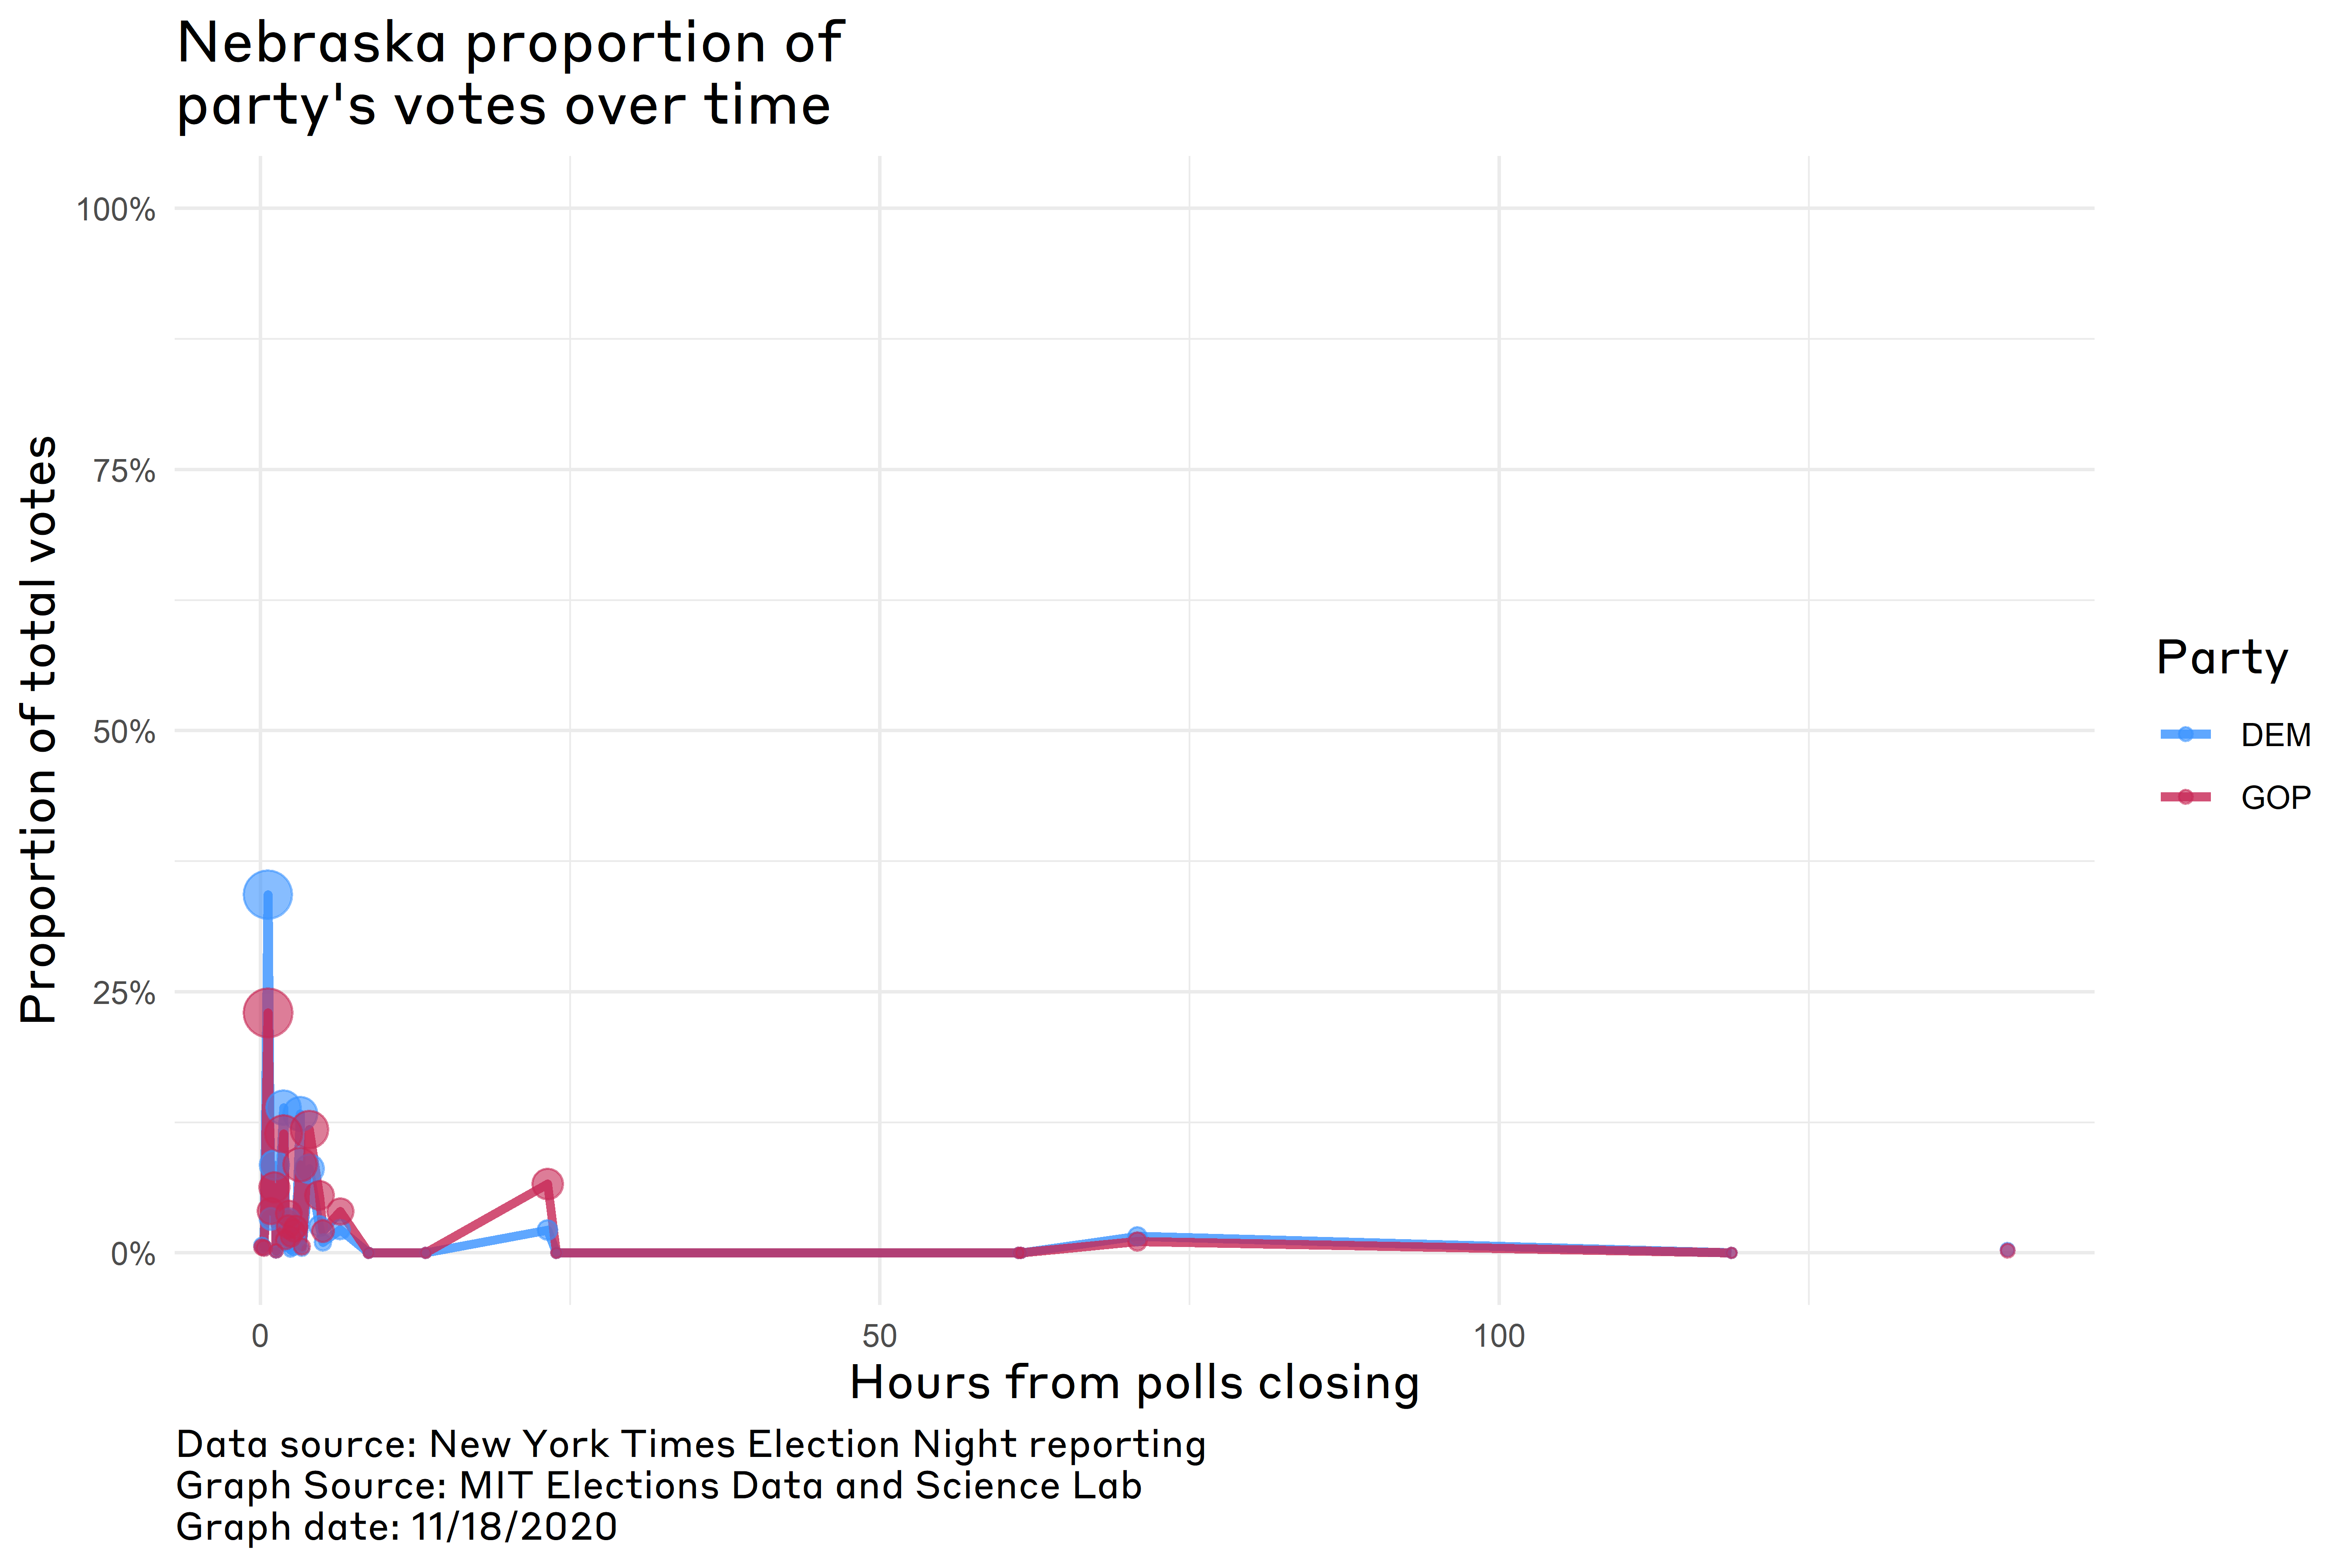 Nebraska proportion of
party's votes over time
Proportion of total votes
100%
75%
50%
25%
0%
0
50
100
Hours from polls closing
Party
DEM
GOP
Data source: New York Times Election Night reporting
Graph Source: MIT Elections Data and Science Lab
Graph date: 11/18/2020